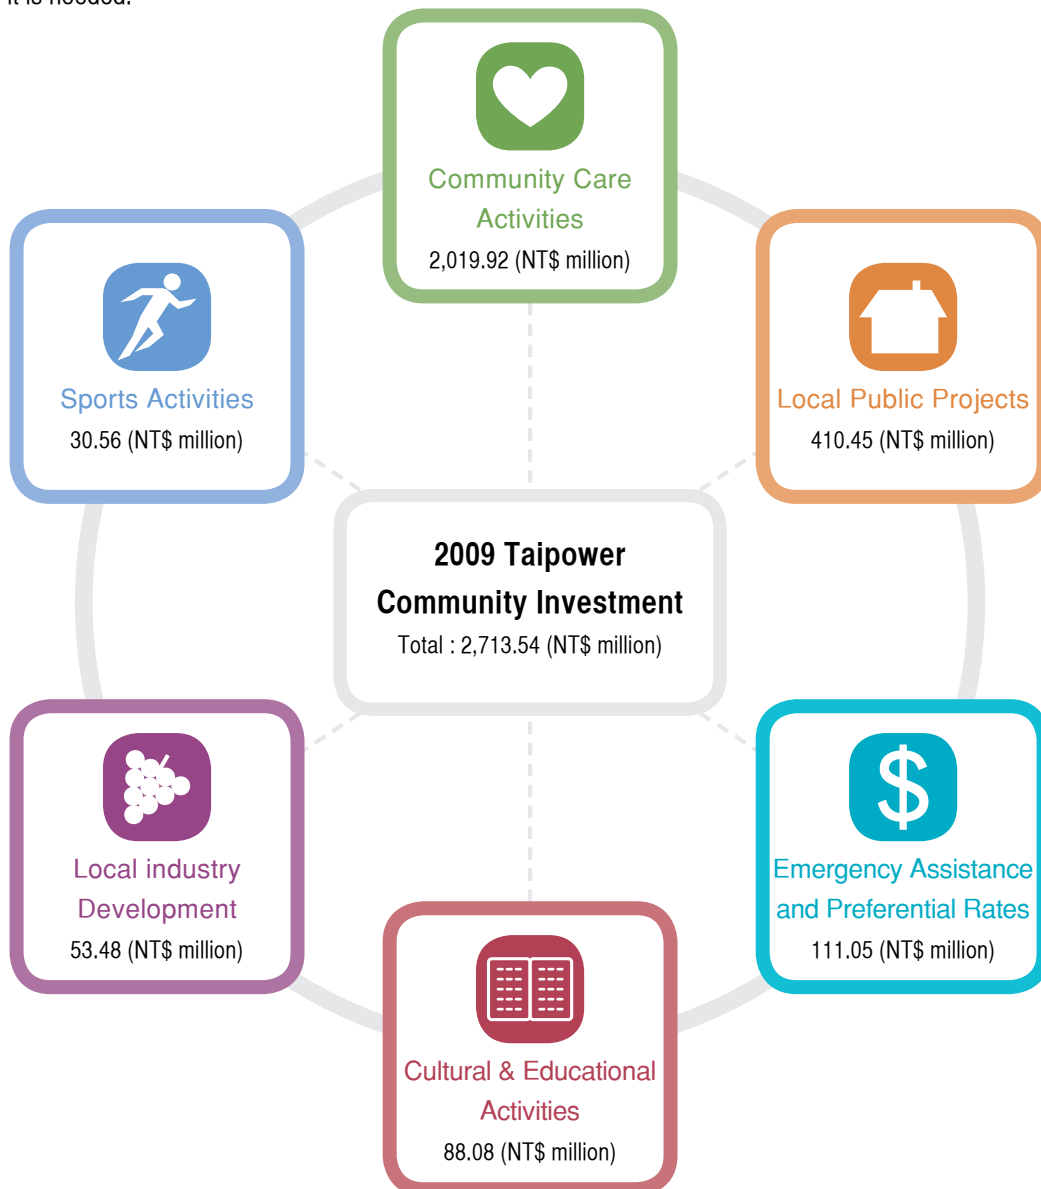 it is needed.
Community Care
Activities
2,019.92 (NT$ million)
Sports Activities
30.56 (NT$ million)
Local Public Projects
410.45 (NT$ million)
2009 Taipower
Community Investment
Total : 2,713.54 (NT$ million)
Local industry
Development
53.48 (NT$ million)
Emergency Assistance
and Preferential Rates
111.05 (NT$ million)
Cultural & Educational
Activities
88.08 (NT$ million)